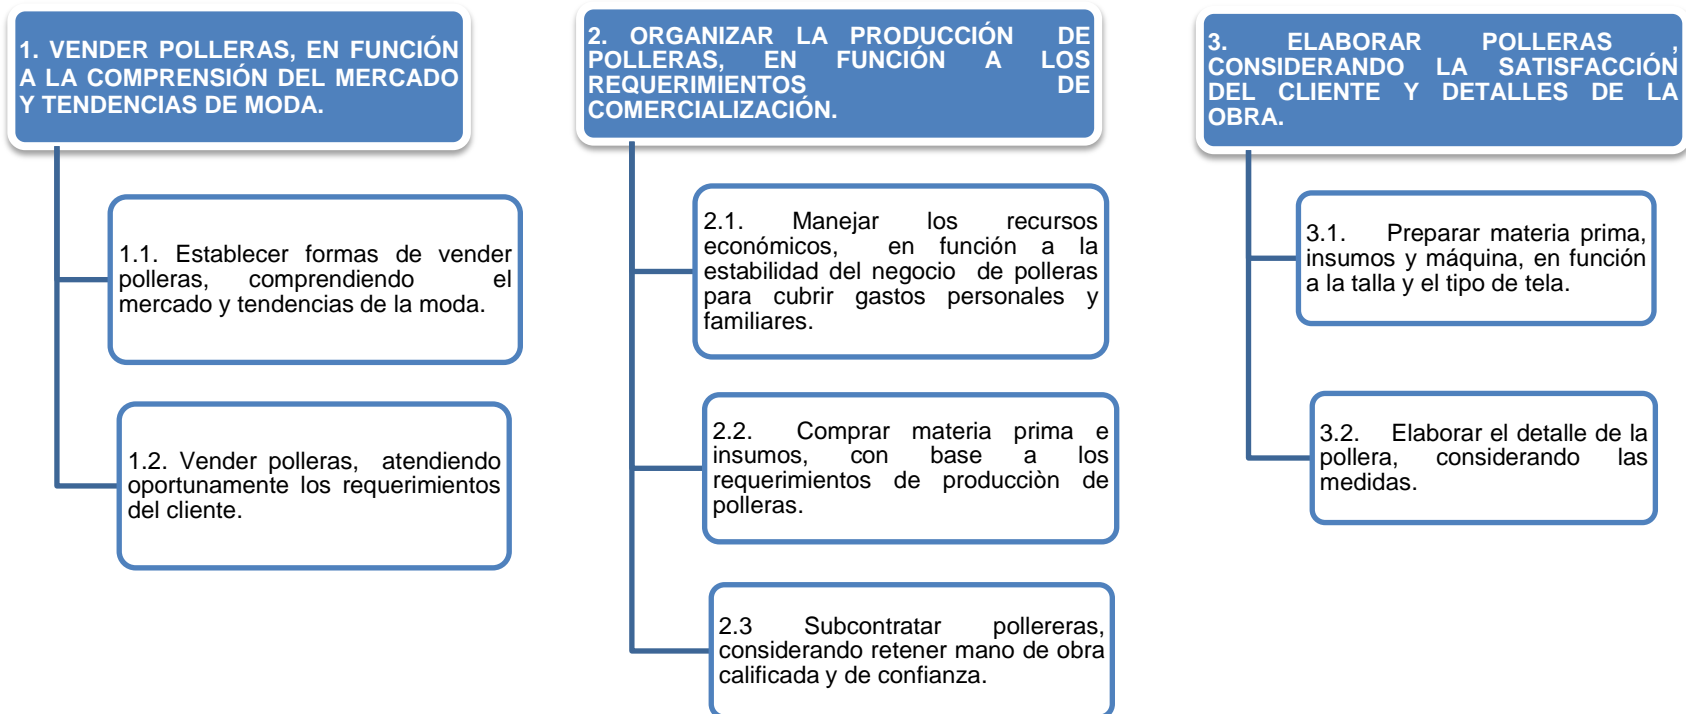 1. VENDER POLLERAS, EN FUNCIÓN
A LA COMPRENSIÓN DEL MERCADO
Y TENDENCIAS DE MODA.
1.1. Establecer formas de vender
polleras, comprendiendo el
mercado y tendencias de la moda.
1.2. Vender polleras, atendiendo
oportunamente los requerimientos
del cliente.
2. ORGANIZAR LA PRODUCCIÓN DE
POLLERAS, EN FUNCIÓN A LOS
REQUERIMIENTOS DE
COMERCIALIZACIÓN.
2.1. Manejar los recursos
económicos, en función a la
estabilidad del negocio de polleras
para cubrir gastos personales y
familiares.
2.2. Comprar materia prima e
insumos, con base a los
requerimientos de producciòn de
polleras.
2.3 Subcontratar pollereras,
considerando retener mano de obra
calificada y de confianza.
3. ELABORAR POLLERAS ,
CONSIDERANDO LA SATISFACCIÓN
DEL CLIENTE Y DETALLES DE LA
OBRA.
3.1. Preparar materia prima,
insumos y máquina, en función
a la talla y el tipo de tela.
3.2. Elaborar el detalle de la
pollera, considerando las
medidas.